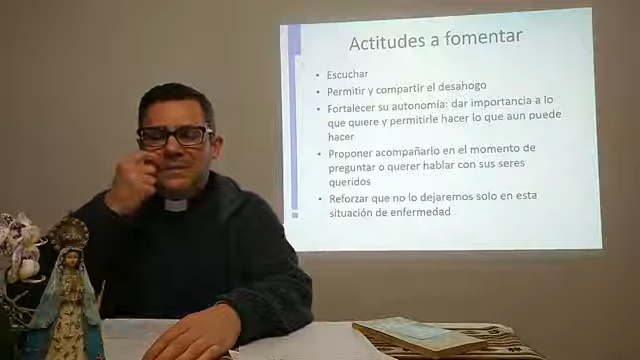 Actitudes a fomentar
• Escuchar
• Permitir y compartir el desahogo
• Fortalecer su autonomía: dar importancia a lo
que quiere y permitirle hacer lo que aun puede
hacer
• Proponer acompañarlo en el momento de
preguntar o querer hablar con sus seres
queridos
• Reforzar que no lo dejaremos solo en esta
situación de enfermedad